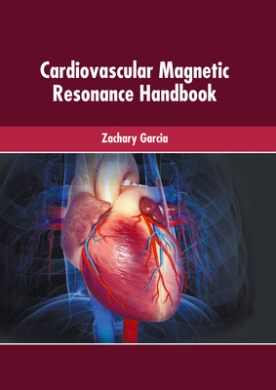 Cardiovascular Magnetic
Resonance Handbook
Zachary Garcia